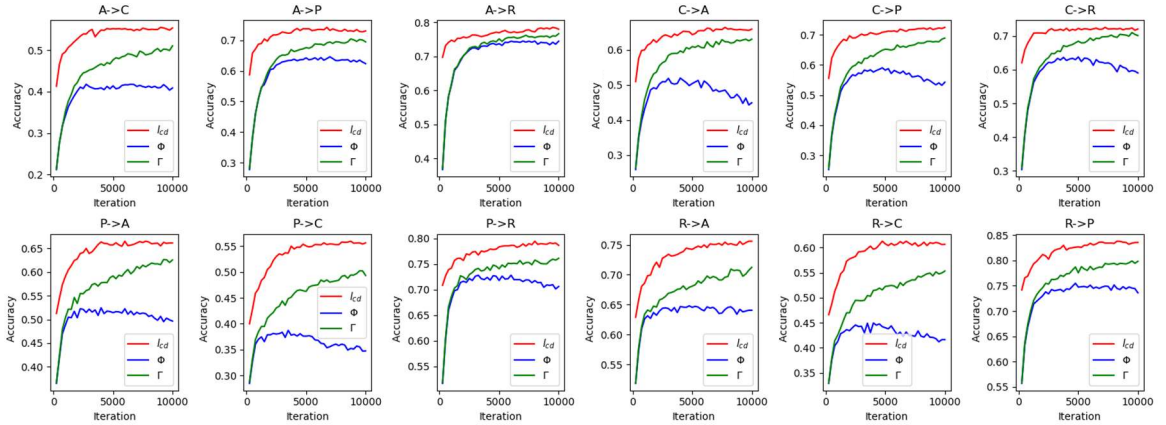 A->C
Accuracy
0.5
0.4
0.3
0.2
0
5000
10000
Iteration
l_cd
Φ
Γ
A->P
Accuracy
0.7
0.6
0.5
0.4
0.3
0
5000
10000
Iteration
l_cd
Φ
Γ
A->R
Accuracy
0.8
0.7
0.6
0.5
0.4
0
5000
10000
Iteration
l_cd
Φ
Γ
C->A
Accuracy
0.6
0.5
0.4
0.3
0
5000
10000
Iteration
l_cd
Φ
Γ
C->P
Accuracy
0.7
0.6
0.5
0.4
0.3
0
5000
10000
Iteration
l_cd
Φ
Γ
C->R
Accuracy
0.7
0.6
0.5
0.4
0.3
0
5000
10000
Iteration
l_cd
Φ
Γ
P->A
Accuracy
0.65
0.60
0.55
0.50
0.45
0.40
0
5000
10000
Iteration
l_cd
Φ
Γ
P->C
Accuracy
0.55
0.50
0.45
0.40
0.35
0.30
0
5000
10000
Iteration
l_cd
Φ
Γ
P->R
Accuracy
0.80
0.75
0.70
0.65
0.60
0.55
0
5000
10000
Iteration
l_cd
Φ
Γ
R->A
Accuracy
0.75
0.70
0.65
0.60
0.55
0
5000
10000
Iteration
l_cd
Φ
Γ
R->C
Accuracy
0.60
0.55
0.50
0.45
0.40
0.35
0
5000
10000
Iteration
l_cd
Φ
Γ
R->P
Accuracy
0.85
0.80
0.75
0.70
0.65
0.60
0.55
0
5000
10000
Iteration
l_cd
Φ
Γ